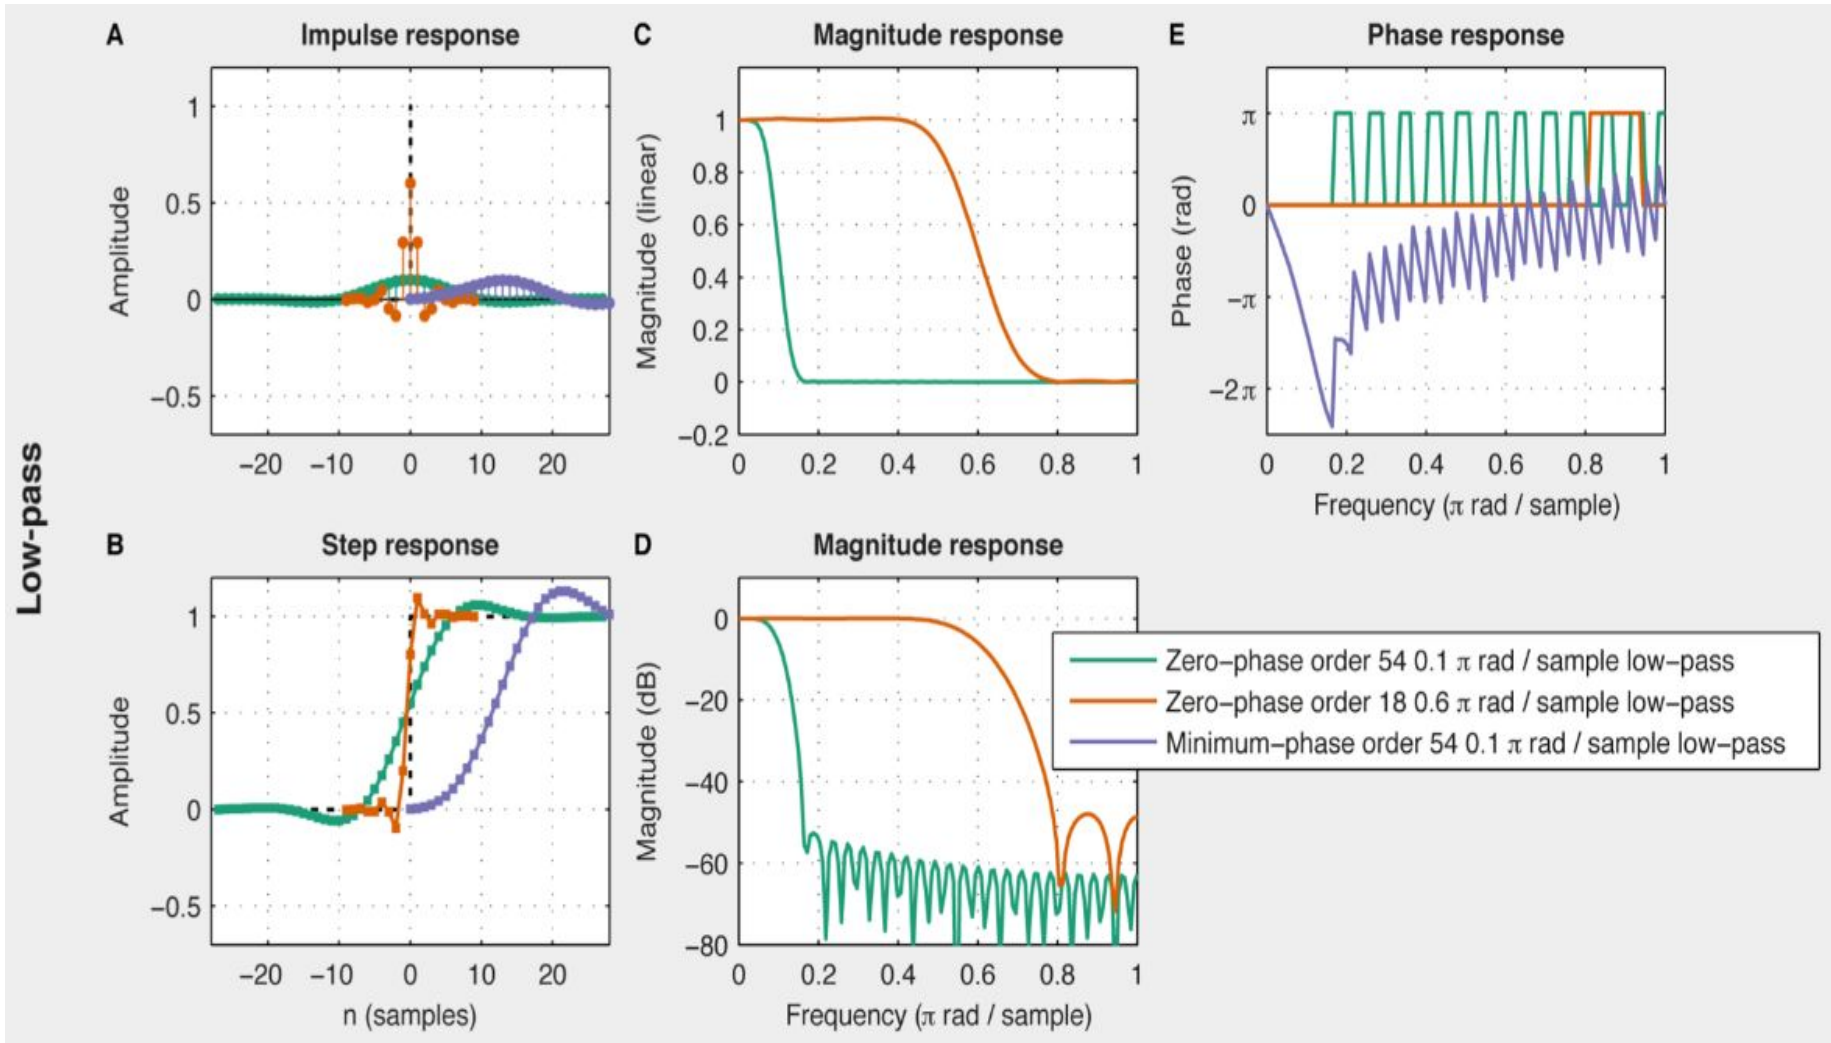 Low-pass
A
Impulse response
Amplitude
1
0.5
0
−0.5
−20 −10 0 10 20
B
Step response
Amplitude
1
0.5
0
−0.5
−20 −10 0 10 20
n (samples)
C
Magnitude response
Magnitude (linear)
1
0.8
0.6
0.4
0.2
0
−0.2
0 0.2 0.4 0.6 0.8 1
D
Magnitude response
Magnitude (dB)
0
−20
−40
−60
−80
0 0.2 0.4 0.6 0.8 1
Frequency (π rad / sample)
E
Phase response
Phase (rad)
π
0
−π
−2π
0 0.2 0.4 0.6 0.8 1
Frequency (π rad / sample)
Zero−phase order 54 0.1 π rad / sample low−pass
Zero−phase order 18 0.6 π rad / sample low−pass
Minimum−phase order 54 0.1 π rad / sample low−pass